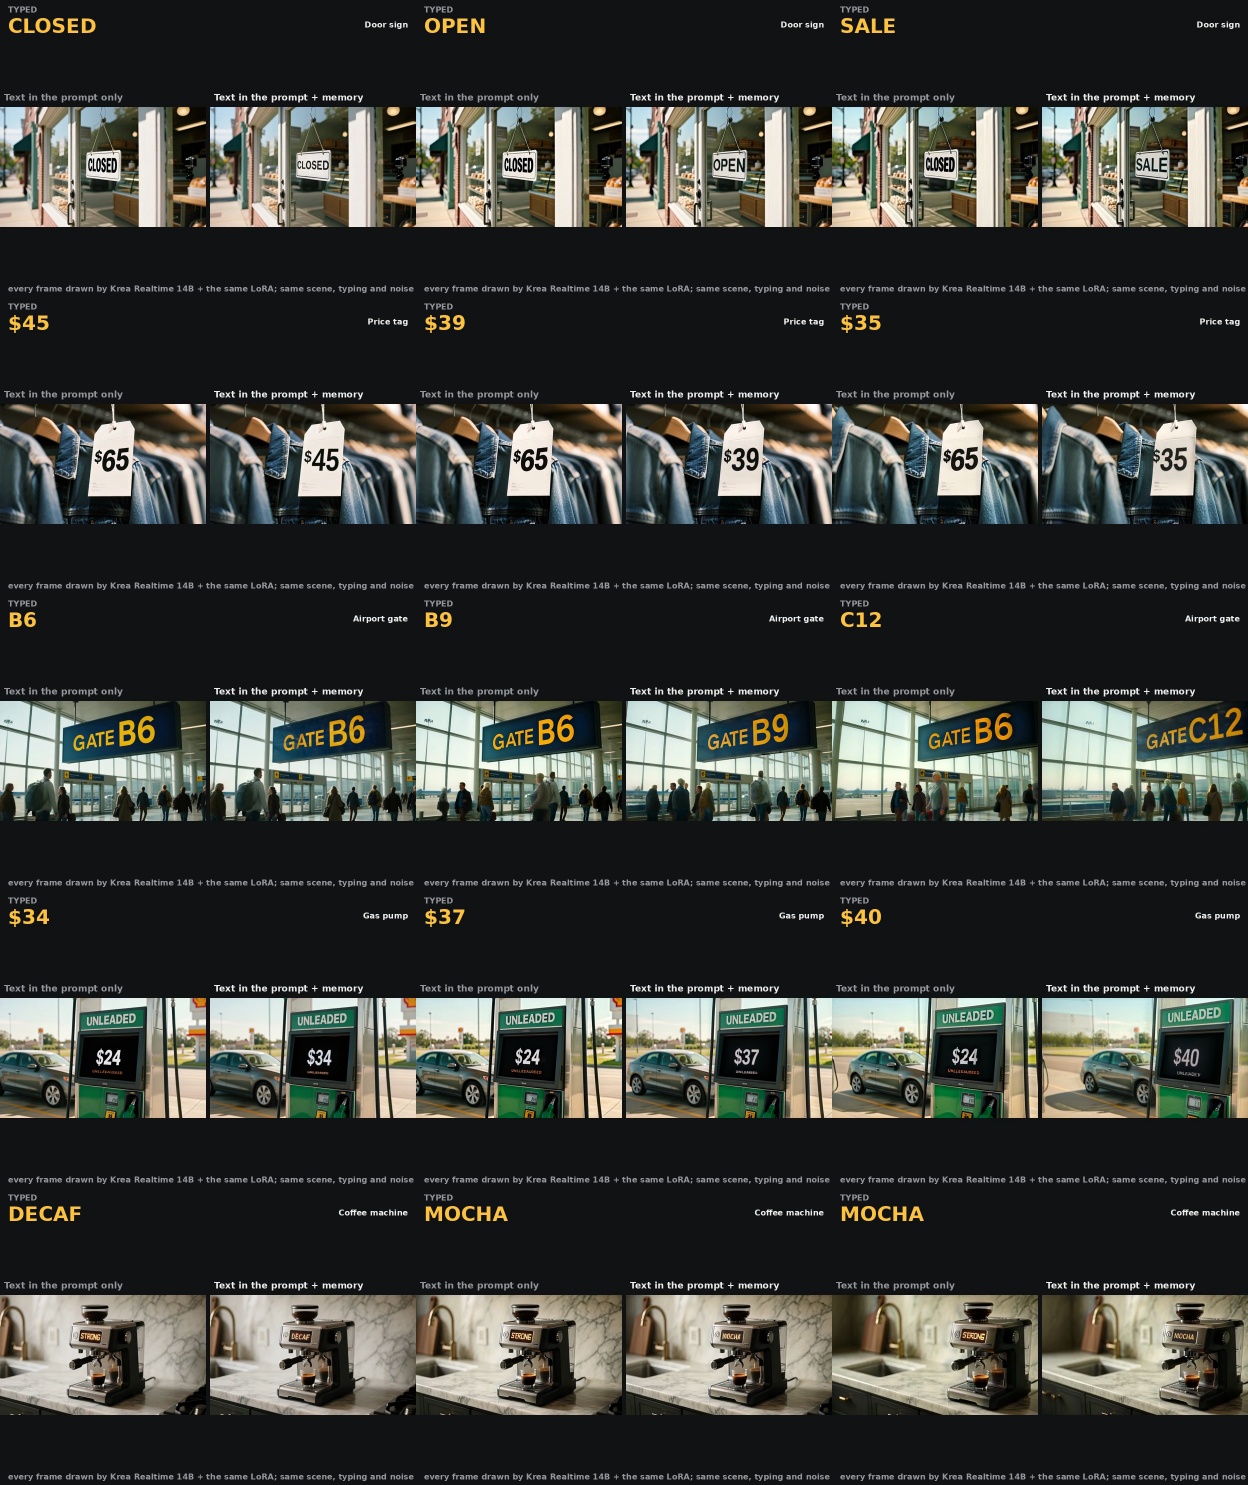 TYPED TYPED TYPED
CLOSED Door sign OPEN Door sign SALE Door sign
Text in the prompt only Text in the prompt + memory Text in the prompt only Text in the prompt + memory Text in the prompt only Text in the prompt + memory
CLOSED CLOSED CLOSED OPEN CLOSED SALE
every frame drawn by Krea Realtime 14B + the same LoRA; same scene, typing and noise every frame drawn by Krea Realtime 14B + the same LoRA; same scene, typing and noise every frame drawn by Krea Realtime 14B + the same LoRA; same scene, typing and noise
TYPED TYPED TYPED
$45 Price tag $39 Price tag $35 Price tag
Text in the prompt only Text in the prompt + memory Text in the prompt only Text in the prompt + memory Text in the prompt only Text in the prompt + memory
$65 $45 $65 $39 $65 $35
every frame drawn by Krea Realtime 14B + the same LoRA; same scene, typing and noise every frame drawn by Krea Realtime 14B + the same LoRA; same scene, typing and noise every frame drawn by Krea Realtime 14B + the same LoRA; same scene, typing and noise
TYPED TYPED TYPED
B6 Airport gate B9 Airport gate C12 Airport gate
Text in the prompt only Text in the prompt + memory Text in the prompt only Text in the prompt + memory Text in the prompt only Text in the prompt + memory
GATE B6 GATE B6 GATE B6 GATE B9 GATE B6 GATE C12
every frame drawn by Krea Realtime 14B + the same LoRA; same scene, typing and noise every frame drawn by Krea Realtime 14B + the same LoRA; same scene, typing and noise every frame drawn by Krea Realtime 14B + the same LoRA; same scene, typing and noise
TYPED TYPED TYPED
$34 Gas pump $37 Gas pump $40 Gas pump
Text in the prompt only Text in the prompt + memory Text in the prompt only Text in the prompt + memory Text in the prompt only Text in the prompt + memory
UNLEADED UNLEADED UNLEADED UNLEADED UNLEADED UNLEADED
$24 $34 $24 $37 $24 $40
every frame drawn by Krea Realtime 14B + the same LoRA; same scene, typing and noise every frame drawn by Krea Realtime 14B + the same LoRA; same scene, typing and noise every frame drawn by Krea Realtime 14B + the same LoRA; same scene, typing and noise
TYPED TYPED TYPED
DECAF Coffee machine MOCHA Coffee machine MOCHA Coffee machine
Text in the prompt only Text in the prompt + memory Text in the prompt only Text in the prompt + memory Text in the prompt only Text in the prompt + memory
STRONG DECAF STRONG MOCHA STRONG MOCHA
every frame drawn by Krea Realtime 14B + the same LoRA; same scene, typing and noise every frame drawn by Krea Realtime 14B + the same LoRA; same scene, typing and noise every frame drawn by Krea Realtime 14B + the same LoRA; same scene, typing and noise